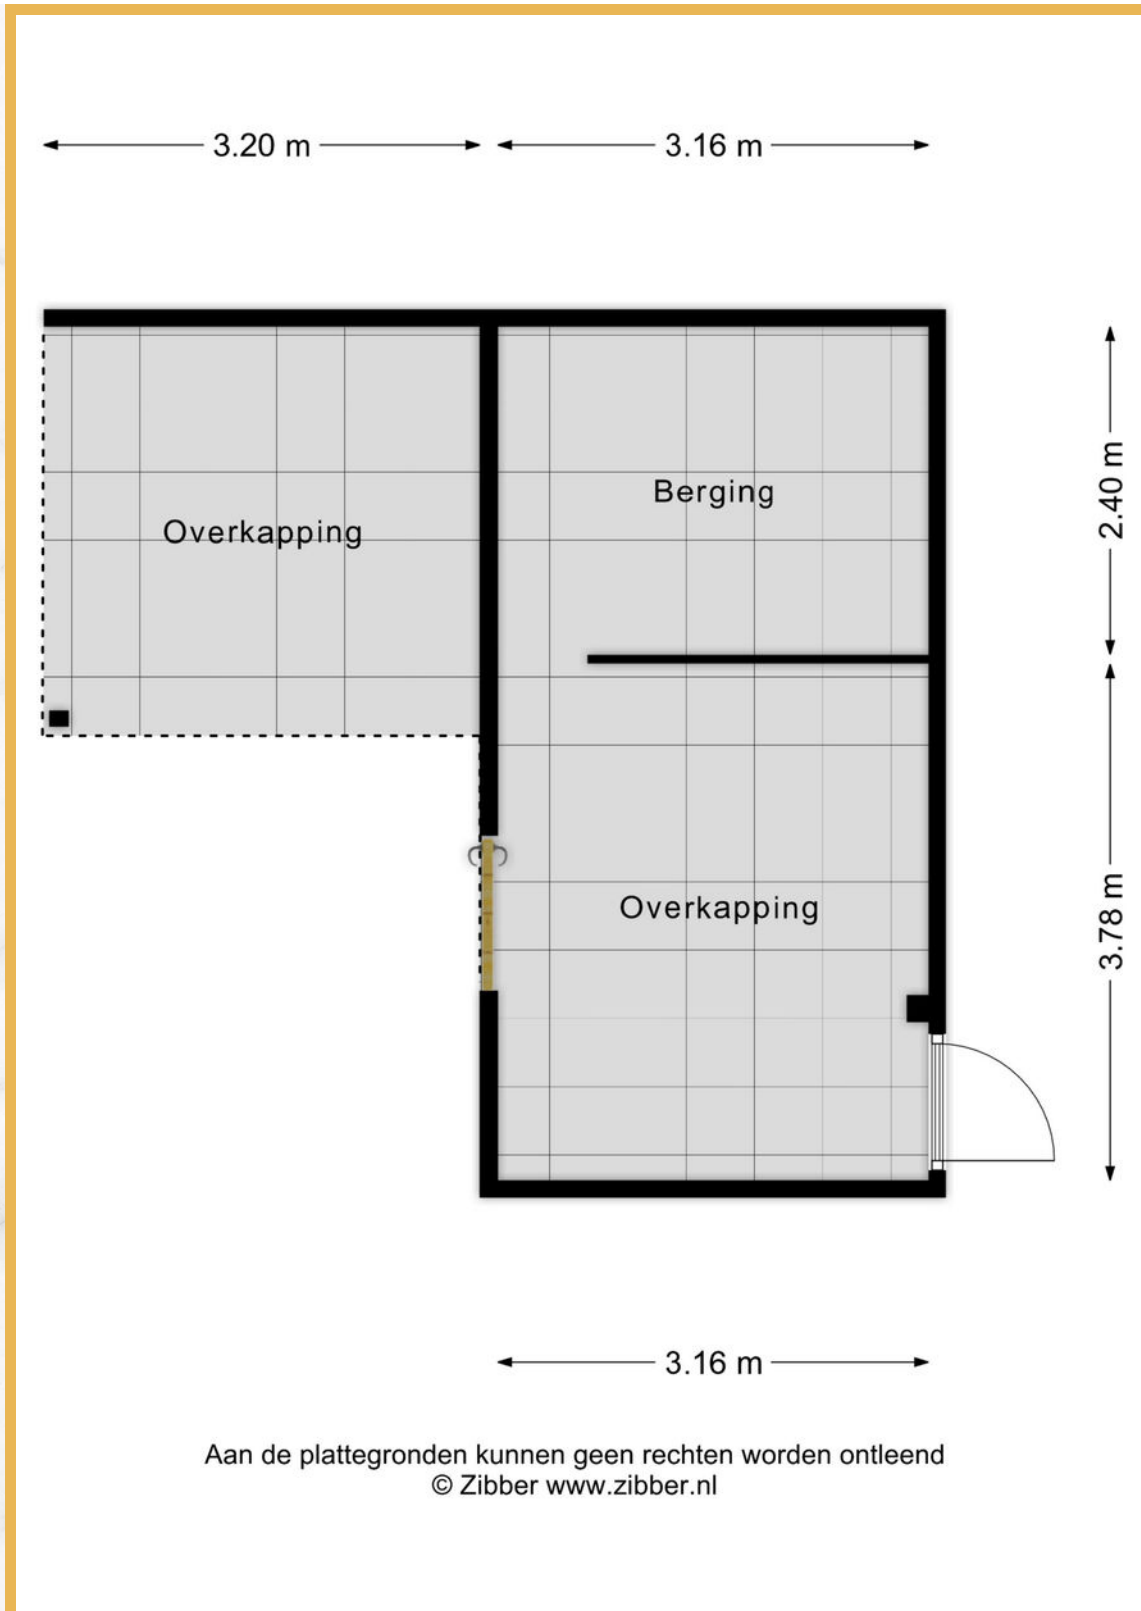 3.20 m
3.16 m
2.40 m
Berging
Overkapping
3.78 m
Overkapping
3.16 m
Aan de plattegronden kunnen geen rechten worden ontleend
© Zibber www.zibber.nl